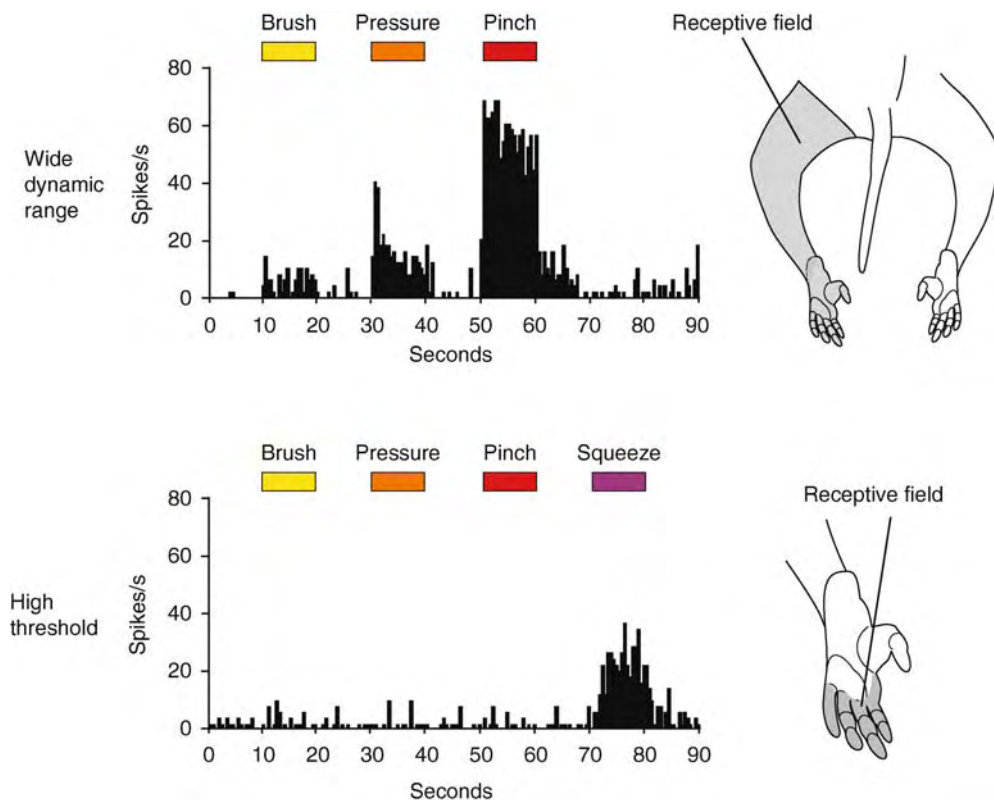 Brush Pressure Pinch
Receptive field
80
60
40
20
0
Spikes/s
Wide
dynamic
range
0 10 20 30 40 50 60 70 80 90
Seconds
Brush Pressure Pinch Squeeze
Receptive field
80
60
40
20
0
Spikes/s
High
threshold
0 10 20 30 40 50 60 70 80 90
Seconds